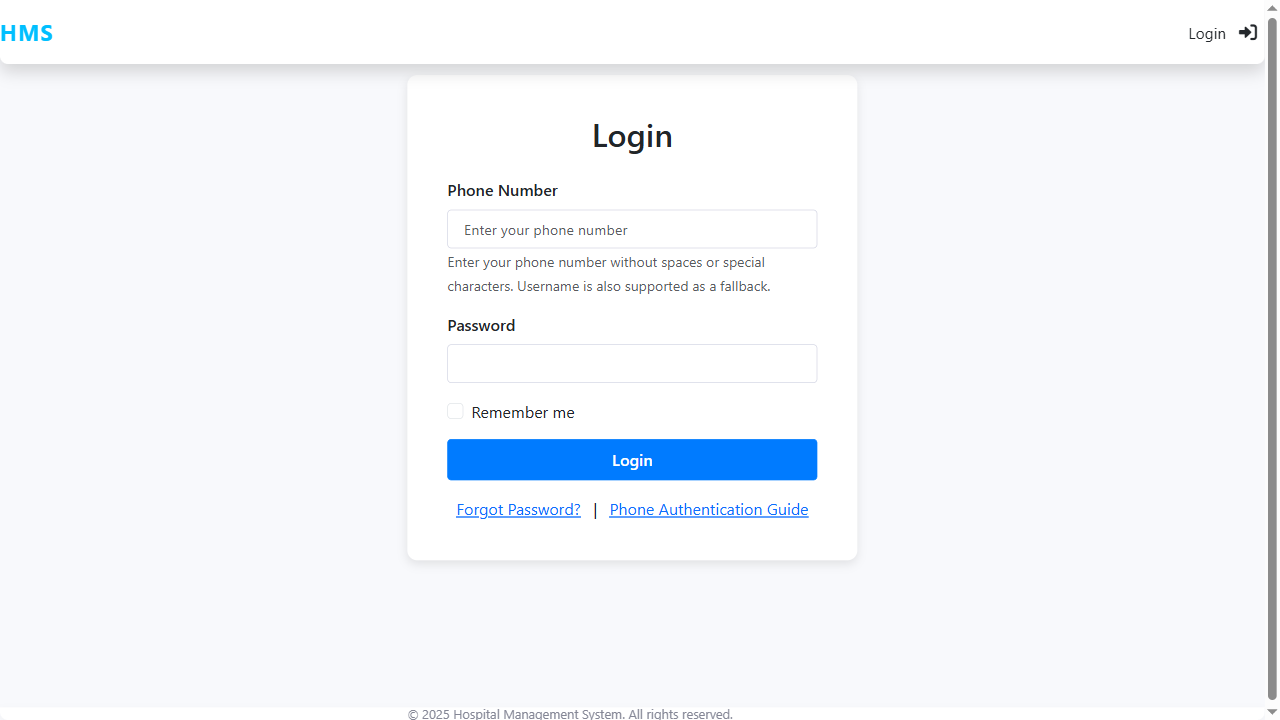 HMS
Login
Login
Phone Number
Enter your phone number
Enter your phone number without spaces or special
characters. Username is also supported as a fallback.
Password
Remember me
Login
Forgot Password? | Phone Authentication Guide
© 2025 Hospital Management System. All rights reserved.